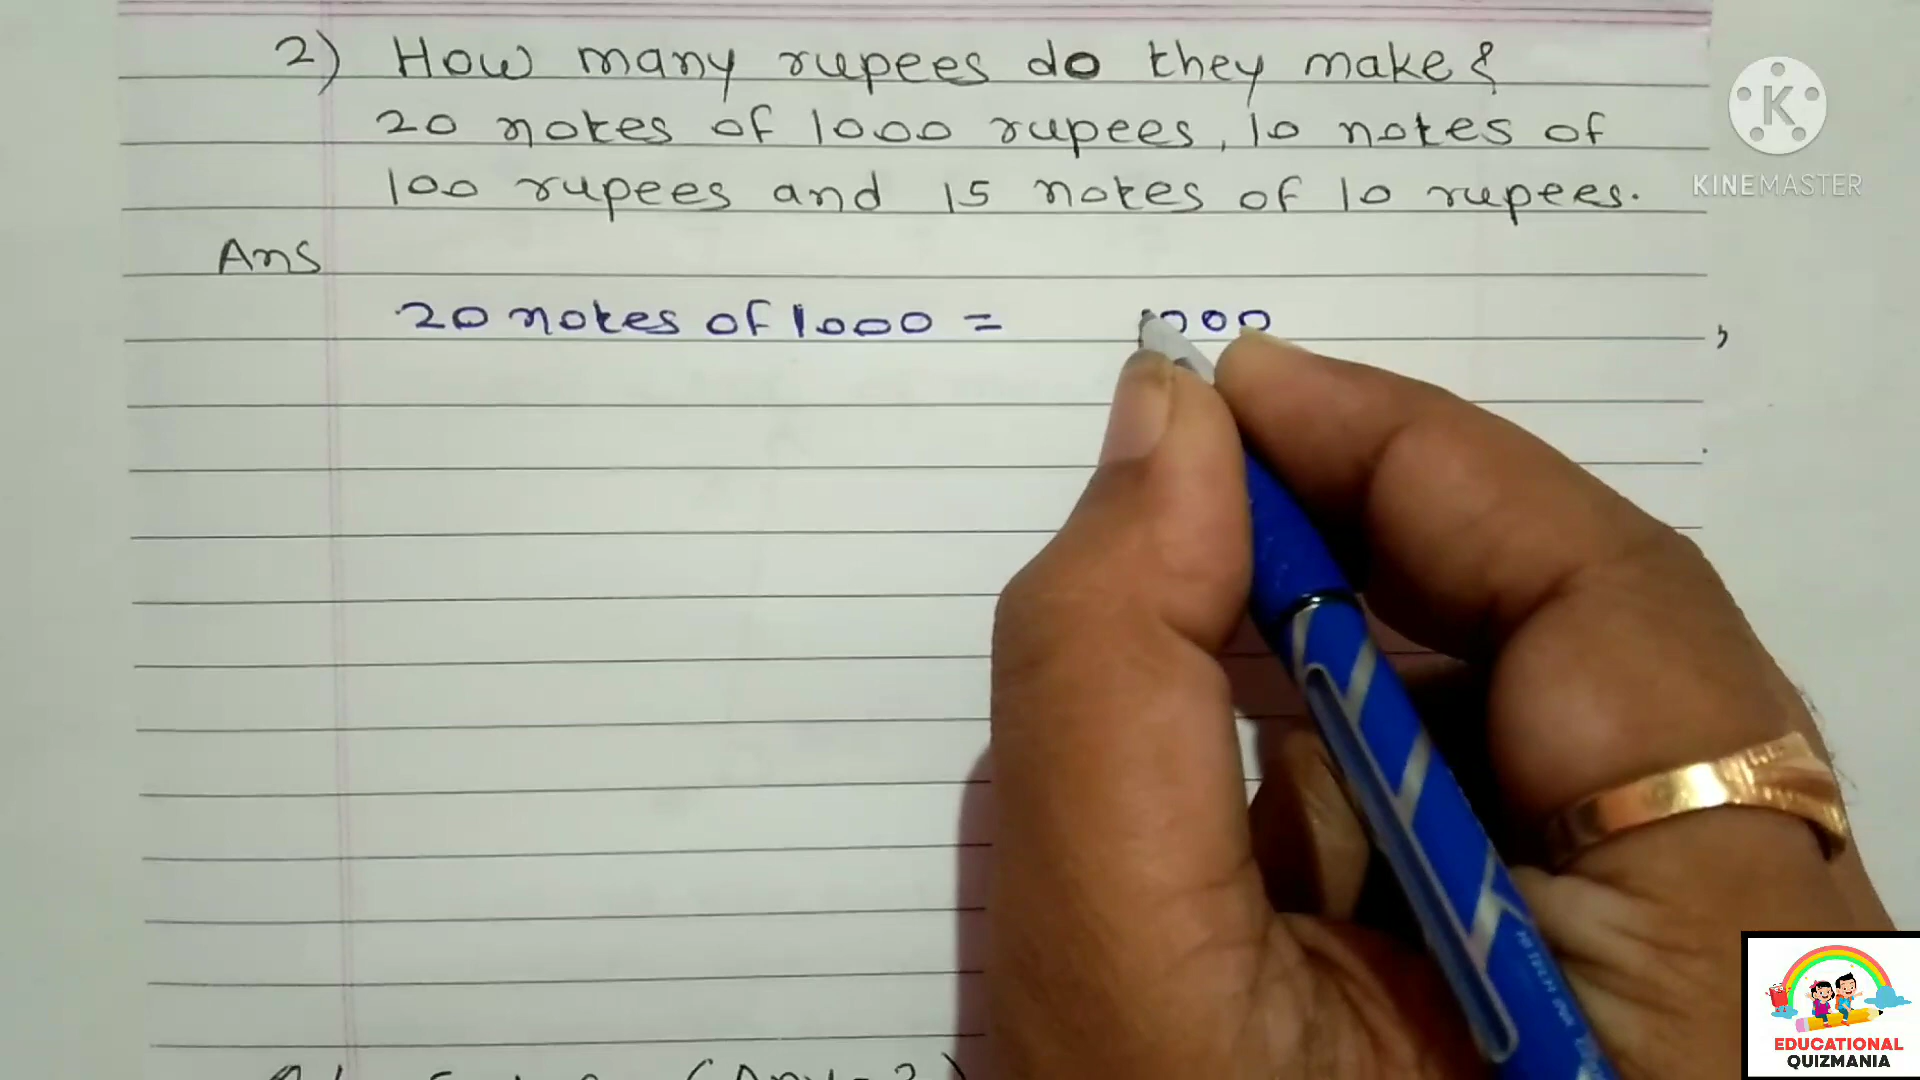 2) How many rupees do they make &
20 notes of 1000 rupees, 10 notes of
100 rupees and 15 notes of 10 rupees.
Ans
20 notes of 1000 = 000
KINEMASTER
EDUCATIONAL
QUIZMANIA